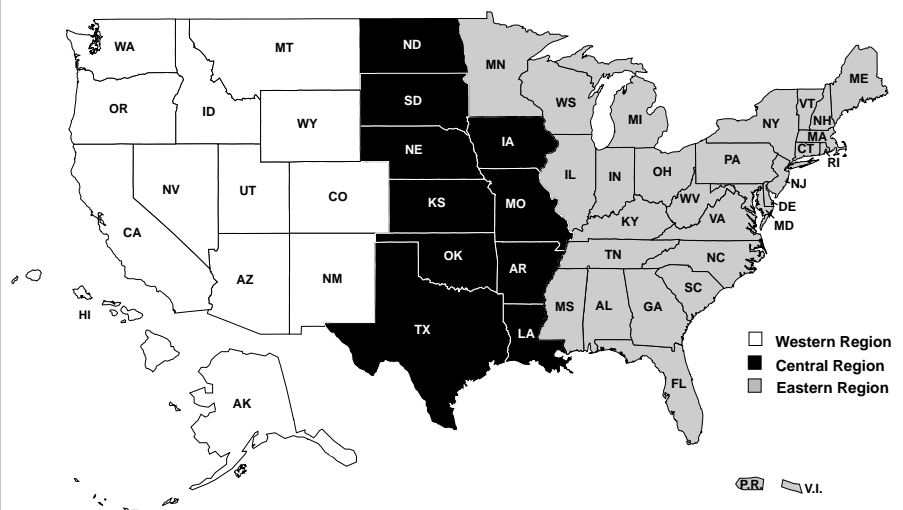 WA
MT
ND
MN
ME
OR
ID
SD
WS
VT
NH
WY
MI
NY
MA
NE
IA
CT
RI
PA
NV
UT
CO
KS
MO
IL
IN
OH
WV
NJ
DE
CA
KY
VA
MD
AZ
NM
OK
AR
TN
NC
HI
TX
LA
MS
AL
GA
SC
Western Region
Central Region
Eastern Region
FL
AK
P.R.
V.I.